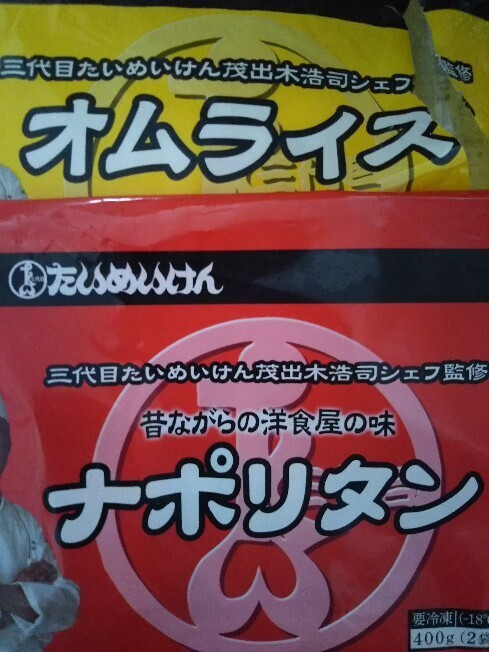 三代目たいめいけん茂出木浩司シェフ監修
オムライス
たいめいけん
三代目たいめいけん茂出木浩司シェフ監修
昔ながらの洋食屋の味
ナポリタン
要冷凍(-18°
400g(2袋